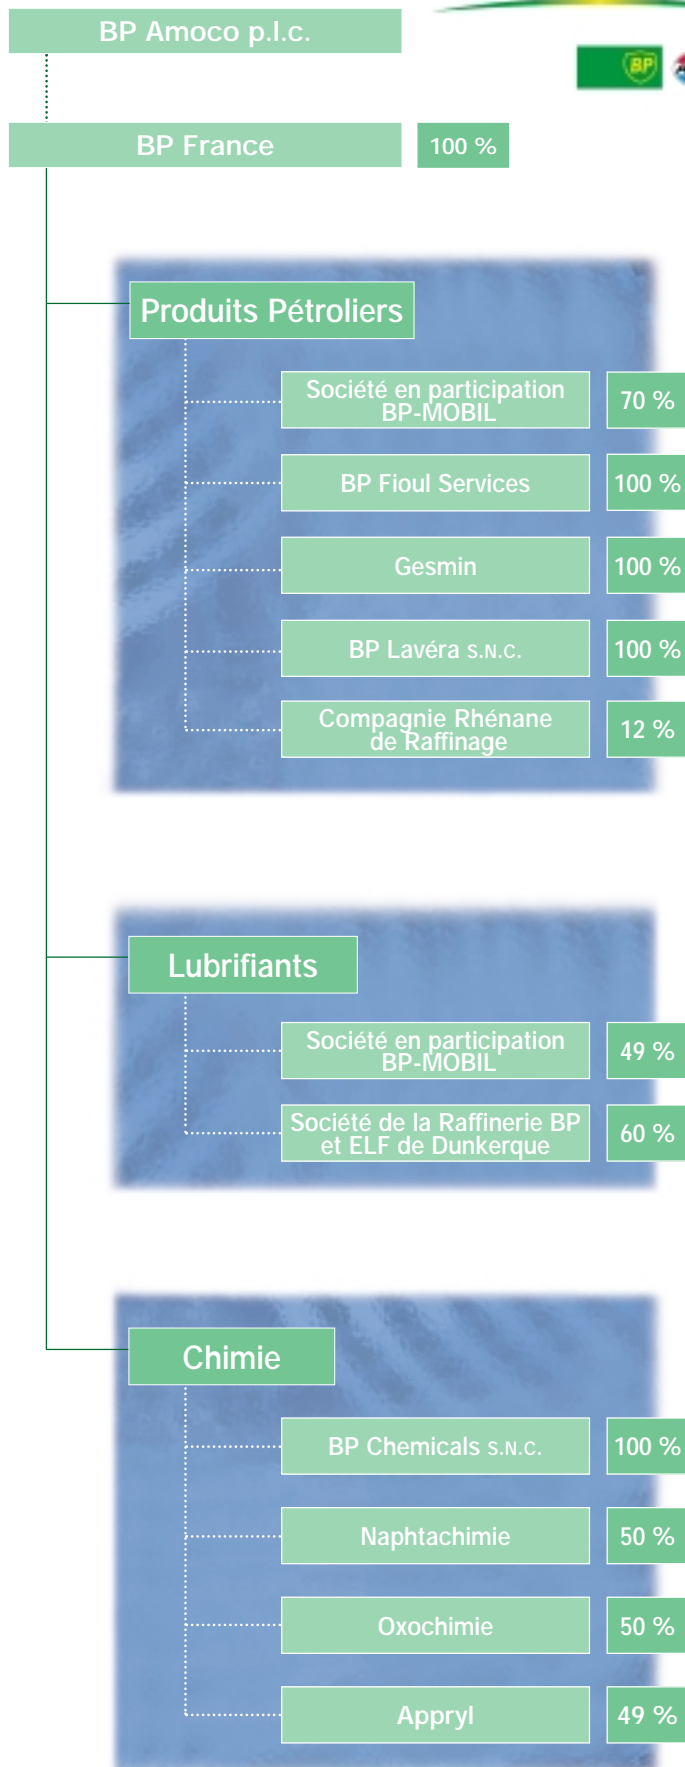 BP Amoco p.l.c.
BP
BP France 100 %
Produits Pétroliers
Société en participation
BP-MOBIL
70 %
BP Fioul Services 100 %
Gesmin 100 %
BP Lavéra S.N.C. 100 %
Compagnie Rhénane
de Raffinage
12 %
Lubrifiants
Société en participation
BP-MOBIL
49 %
Société de la Raffinerie BP
et ELF de Dunkerque
60 %
Chimie
BP Chemicals S.N.C. 100 %
Naphtachimie 50 %
Oxochimie 50 %
Appryl 49 %